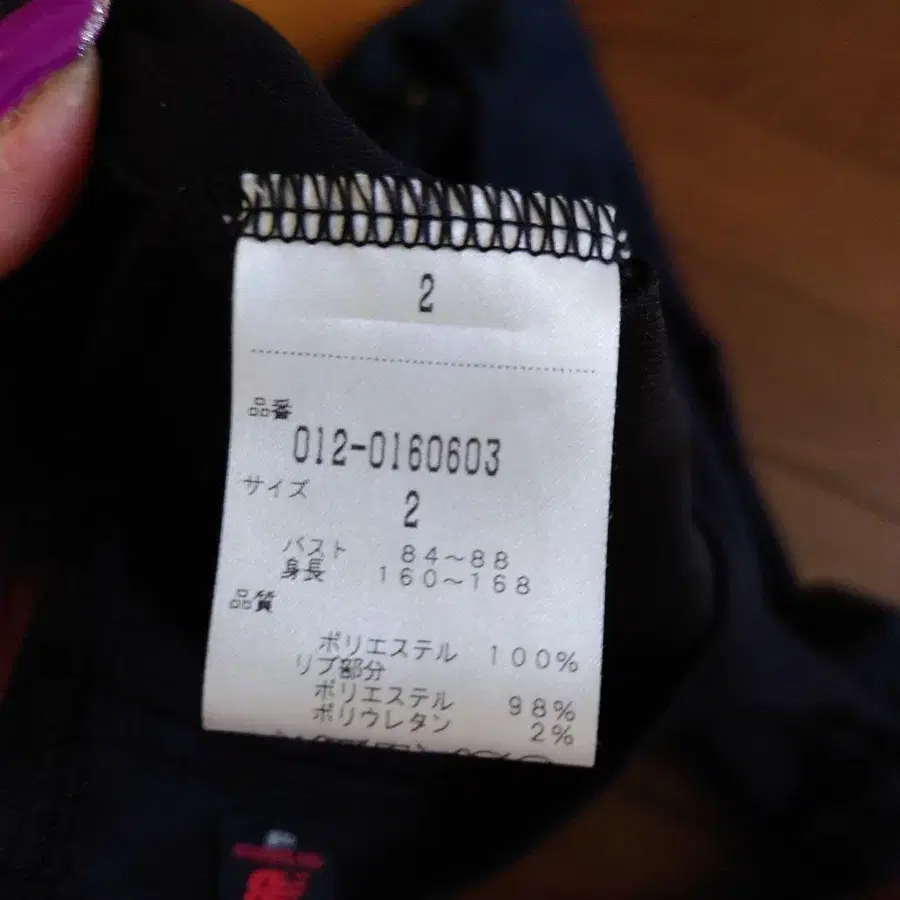 2
品番
012-0160603
サイズ
2
バスト 84~88
身長 160~168
品質
ポリエステル 100%
リブ部分
ポリエステル 98%
ポリウレタン 2%